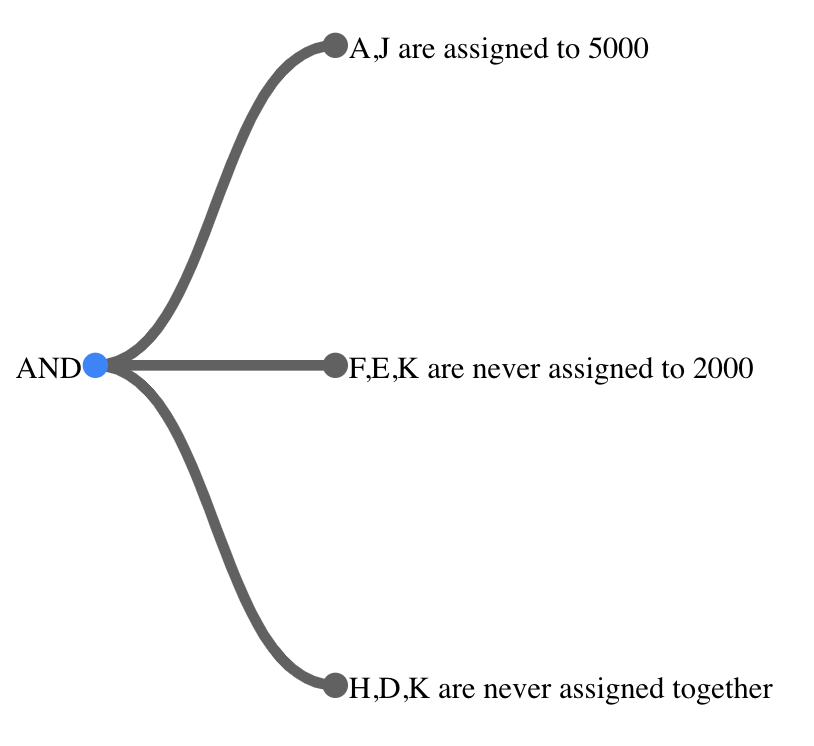 A,J are assigned to 5000
AND
F,E,K are never assigned to 2000
H,D,K are never assigned together